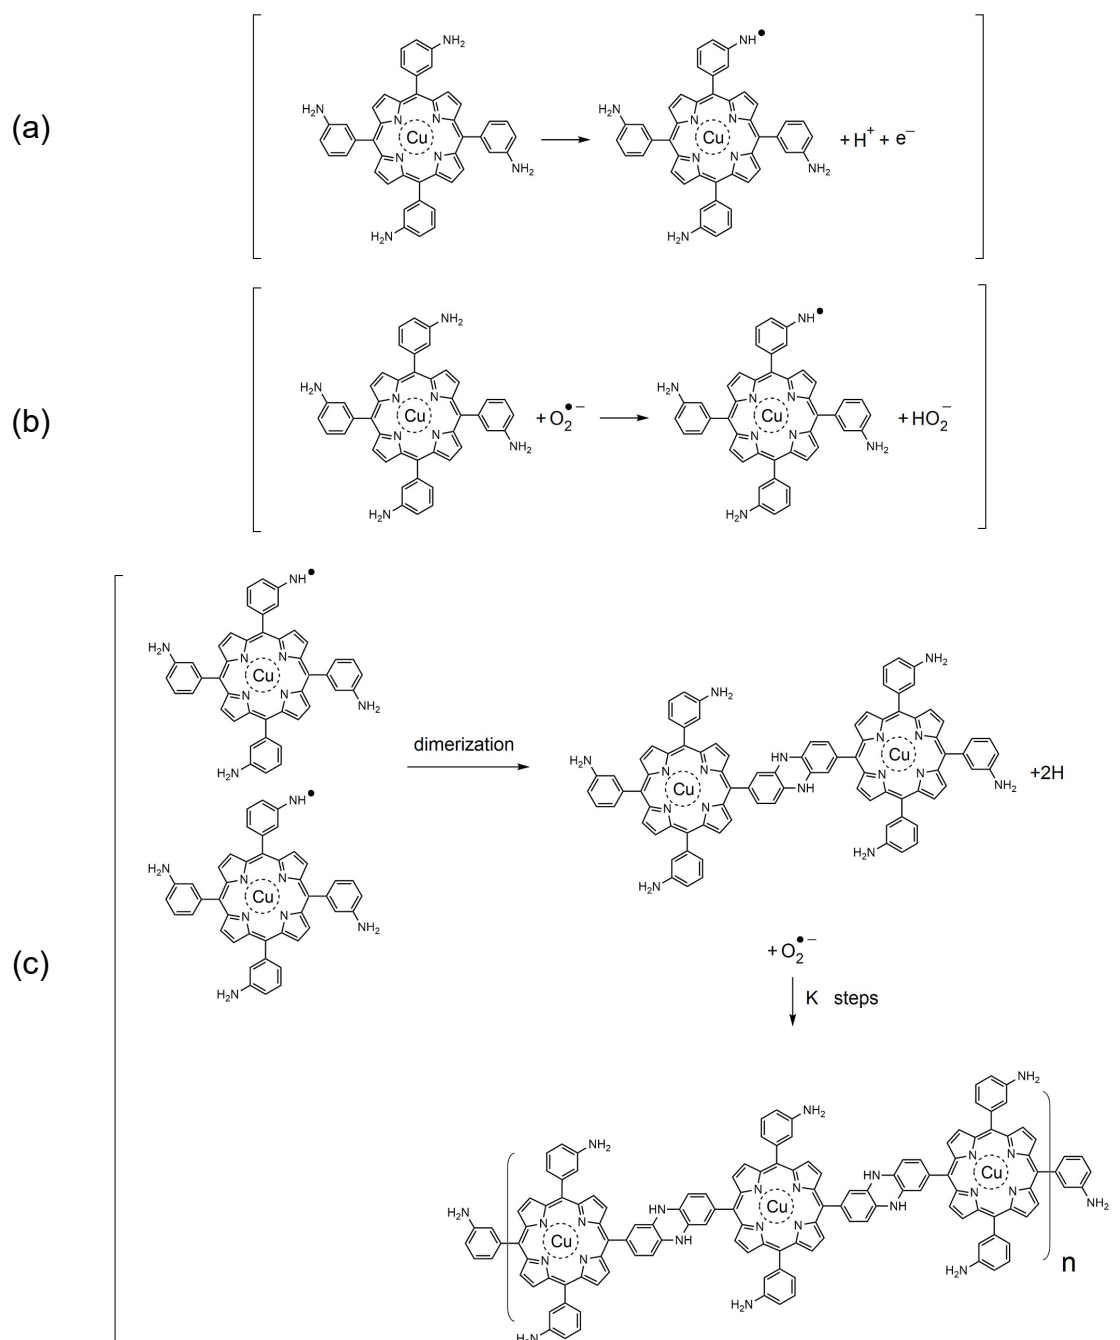 (a)
NH₂
H₂N
N N
Cu
N N
NH₂
H₂N
NH•
H₂N
N N
Cu
N N
NH₂
H₂N
+ H⁺ + e⁻
(b)
NH₂
H₂N
N N
Cu
N N
NH₂
H₂N
+ O₂•⁻
NH•
H₂N
N N
Cu
N N
NH₂
H₂N
+ HO₂⁻
(c)
NH•
H₂N
N N
Cu
N N
NH₂
H₂N
NH•
H₂N
N N
Cu
N N
NH₂
H₂N
dimerization
NH₂
H₂N
N N
Cu
N N
H₂N
HN
NH
NH₂
N N
Cu
N N
NH₂
H₂N
+2H
+ O₂•⁻
K steps
NH₂
H₂N
N N
Cu
N N
H₂N
HN
NH
NH₂
N N
Cu
N N
H₂N
HN
NH
NH₂
N N
Cu
N N
NH₂
H₂N
n